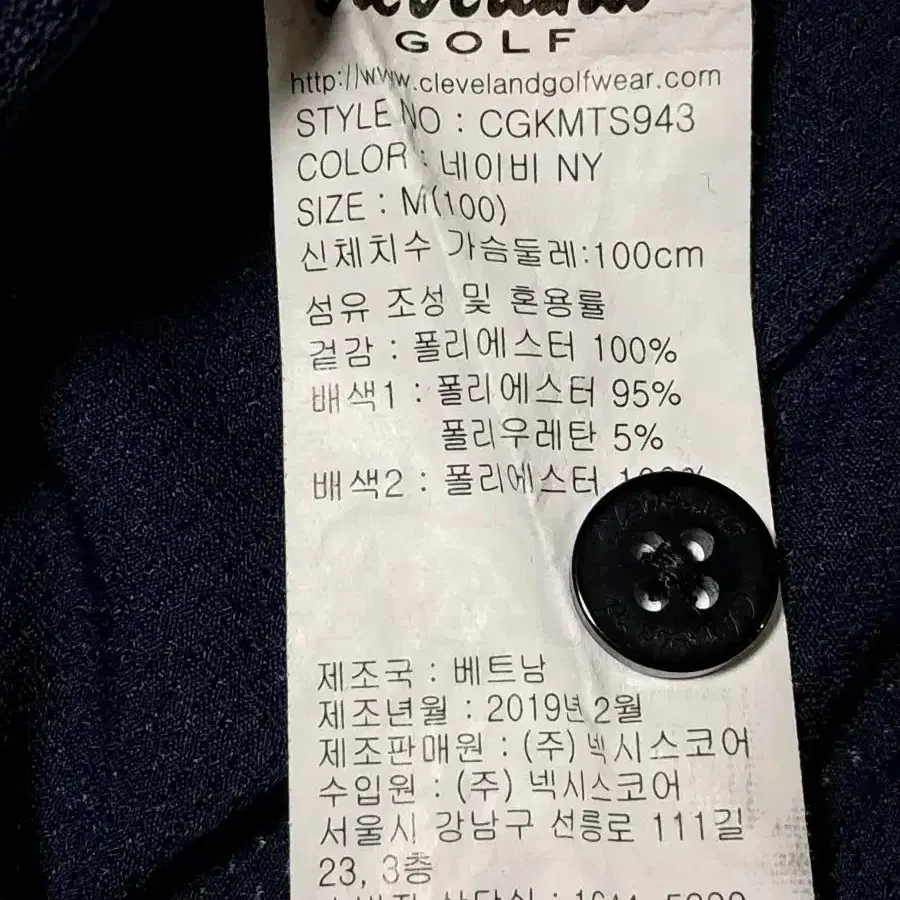 Cleveland
GOLF
http://www.clevelandgolfwear.com
STYLE NO : CGKMTS943
COLOR : 네이비 NY
SIZE : M(100)
신체치수 가슴둘레:100cm
섬유 조성 및 혼용률
겉감 : 폴리에스터 100%
배색1 : 폴리에스터 95%
폴리우레탄 5%
배색2 : 폴리에스터 100%
제조국 : 베트남
제조년월 : 2019년 2월
제조판매원 : (주) 넥시스코어
수입원 : (주) 넥시스코어
서울시 강남구 선릉로 111길
23, 3층